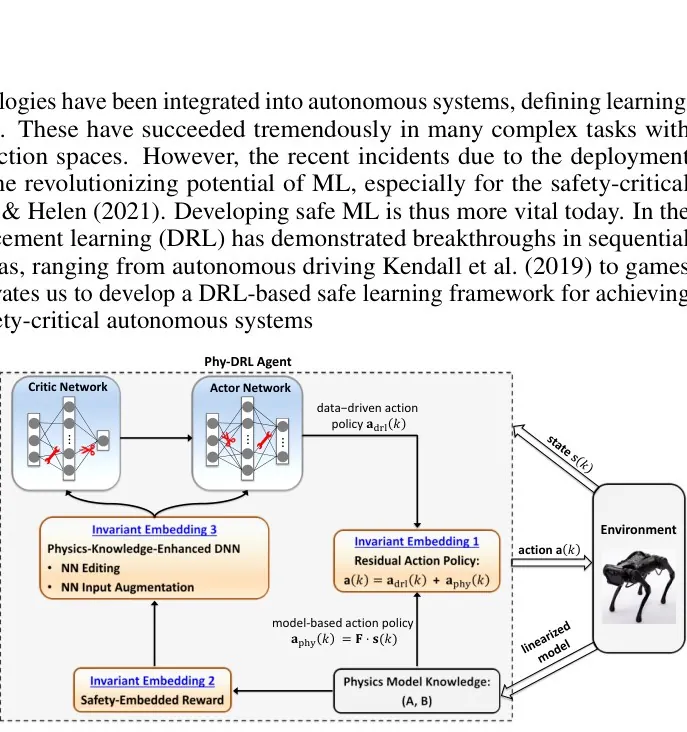 logies have been integrated into autonomous systems, defining learning
. These have succeeded tremendously in many complex tasks with
ction spaces. However, the recent incidents due to the deployment
ne revolutionizing potential of ML, especially for the safety-critical
& Helen (2021). Developing safe ML is thus more vital today. In the
cement learning (DRL) has demonstrated breakthroughs in sequential
as, ranging from autonomous driving Kendall et al. (2019) to games
vates us to develop a DRL-based safe learning framework for achieving
ety-critical autonomous systems
Phy-DRL Agent
Critic Network
Actor Network
data–driven action
policy a_drl(k)
state s(k)
Invariant Embedding 3
Physics-Knowledge-Enhanced DNN
• NN Editing
• NN Input Augmentation
Invariant Embedding 1
Residual Action Policy:
a(k) = a_drl(k) + a_phy(k)
action a(k)
Environment
model-based action policy
a_phy(k) = F · s(k)
linearized
model
Invariant Embedding 2
Safety-Embedded Reward
Physics Model Knowledge:
(A, B)